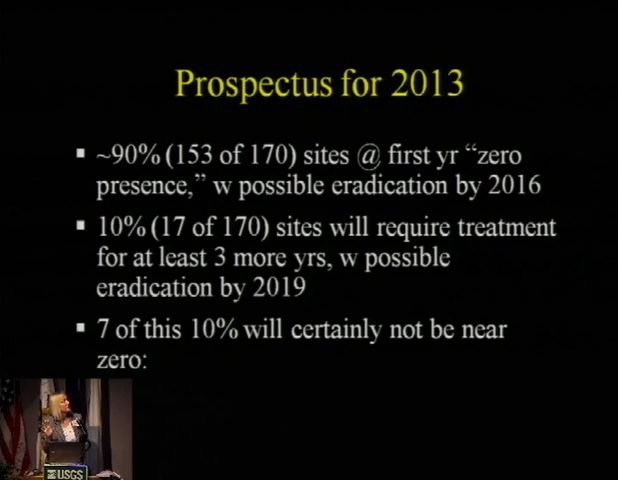 Prospectus for 2013
▪ ~90% (153 of 170) sites @ first yr “zero
presence,” w possible eradication by 2016
▪ 10% (17 of 170) sites will require treatment
for at least 3 more yrs, w possible
eradication by 2019
▪ 7 of this 10% will certainly not be near
zero:
USGS